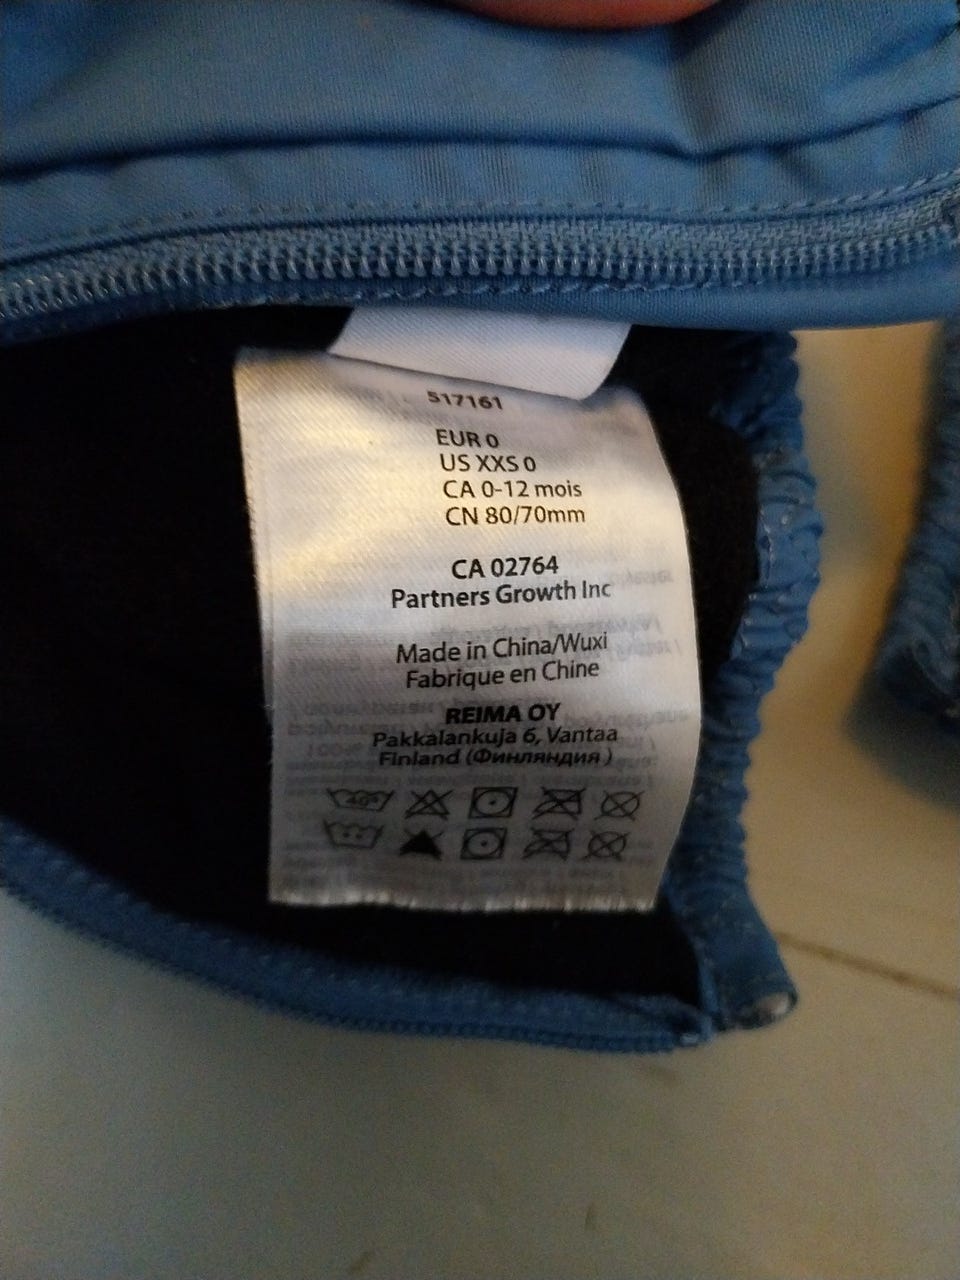 517161
EUR 0
US XXS 0
CA 0-12 mois
CN 80/70mm
CA 02764
Partners Growth Inc
Made in China/Wuxi
Fabrique en Chine
REIMA OY
Pakkalankuja 6, Vantaa
Finland (Финляндия)
40°